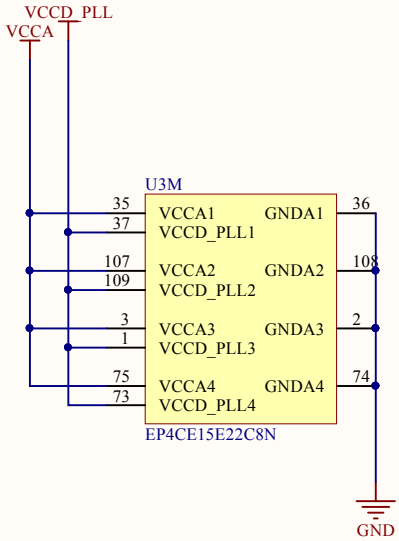 VCCD_PLL
VCCA
U3M
35 VCCA1 GNDA1 36
37 VCCD_PLL1
107 VCCA2 GNDA2 108
109 VCCD_PLL2
3 VCCA3 GNDA3 2
1 VCCD_PLL3
75 VCCA4 GNDA4 74
73 VCCD_PLL4
EP4CE15E22C8N
GND